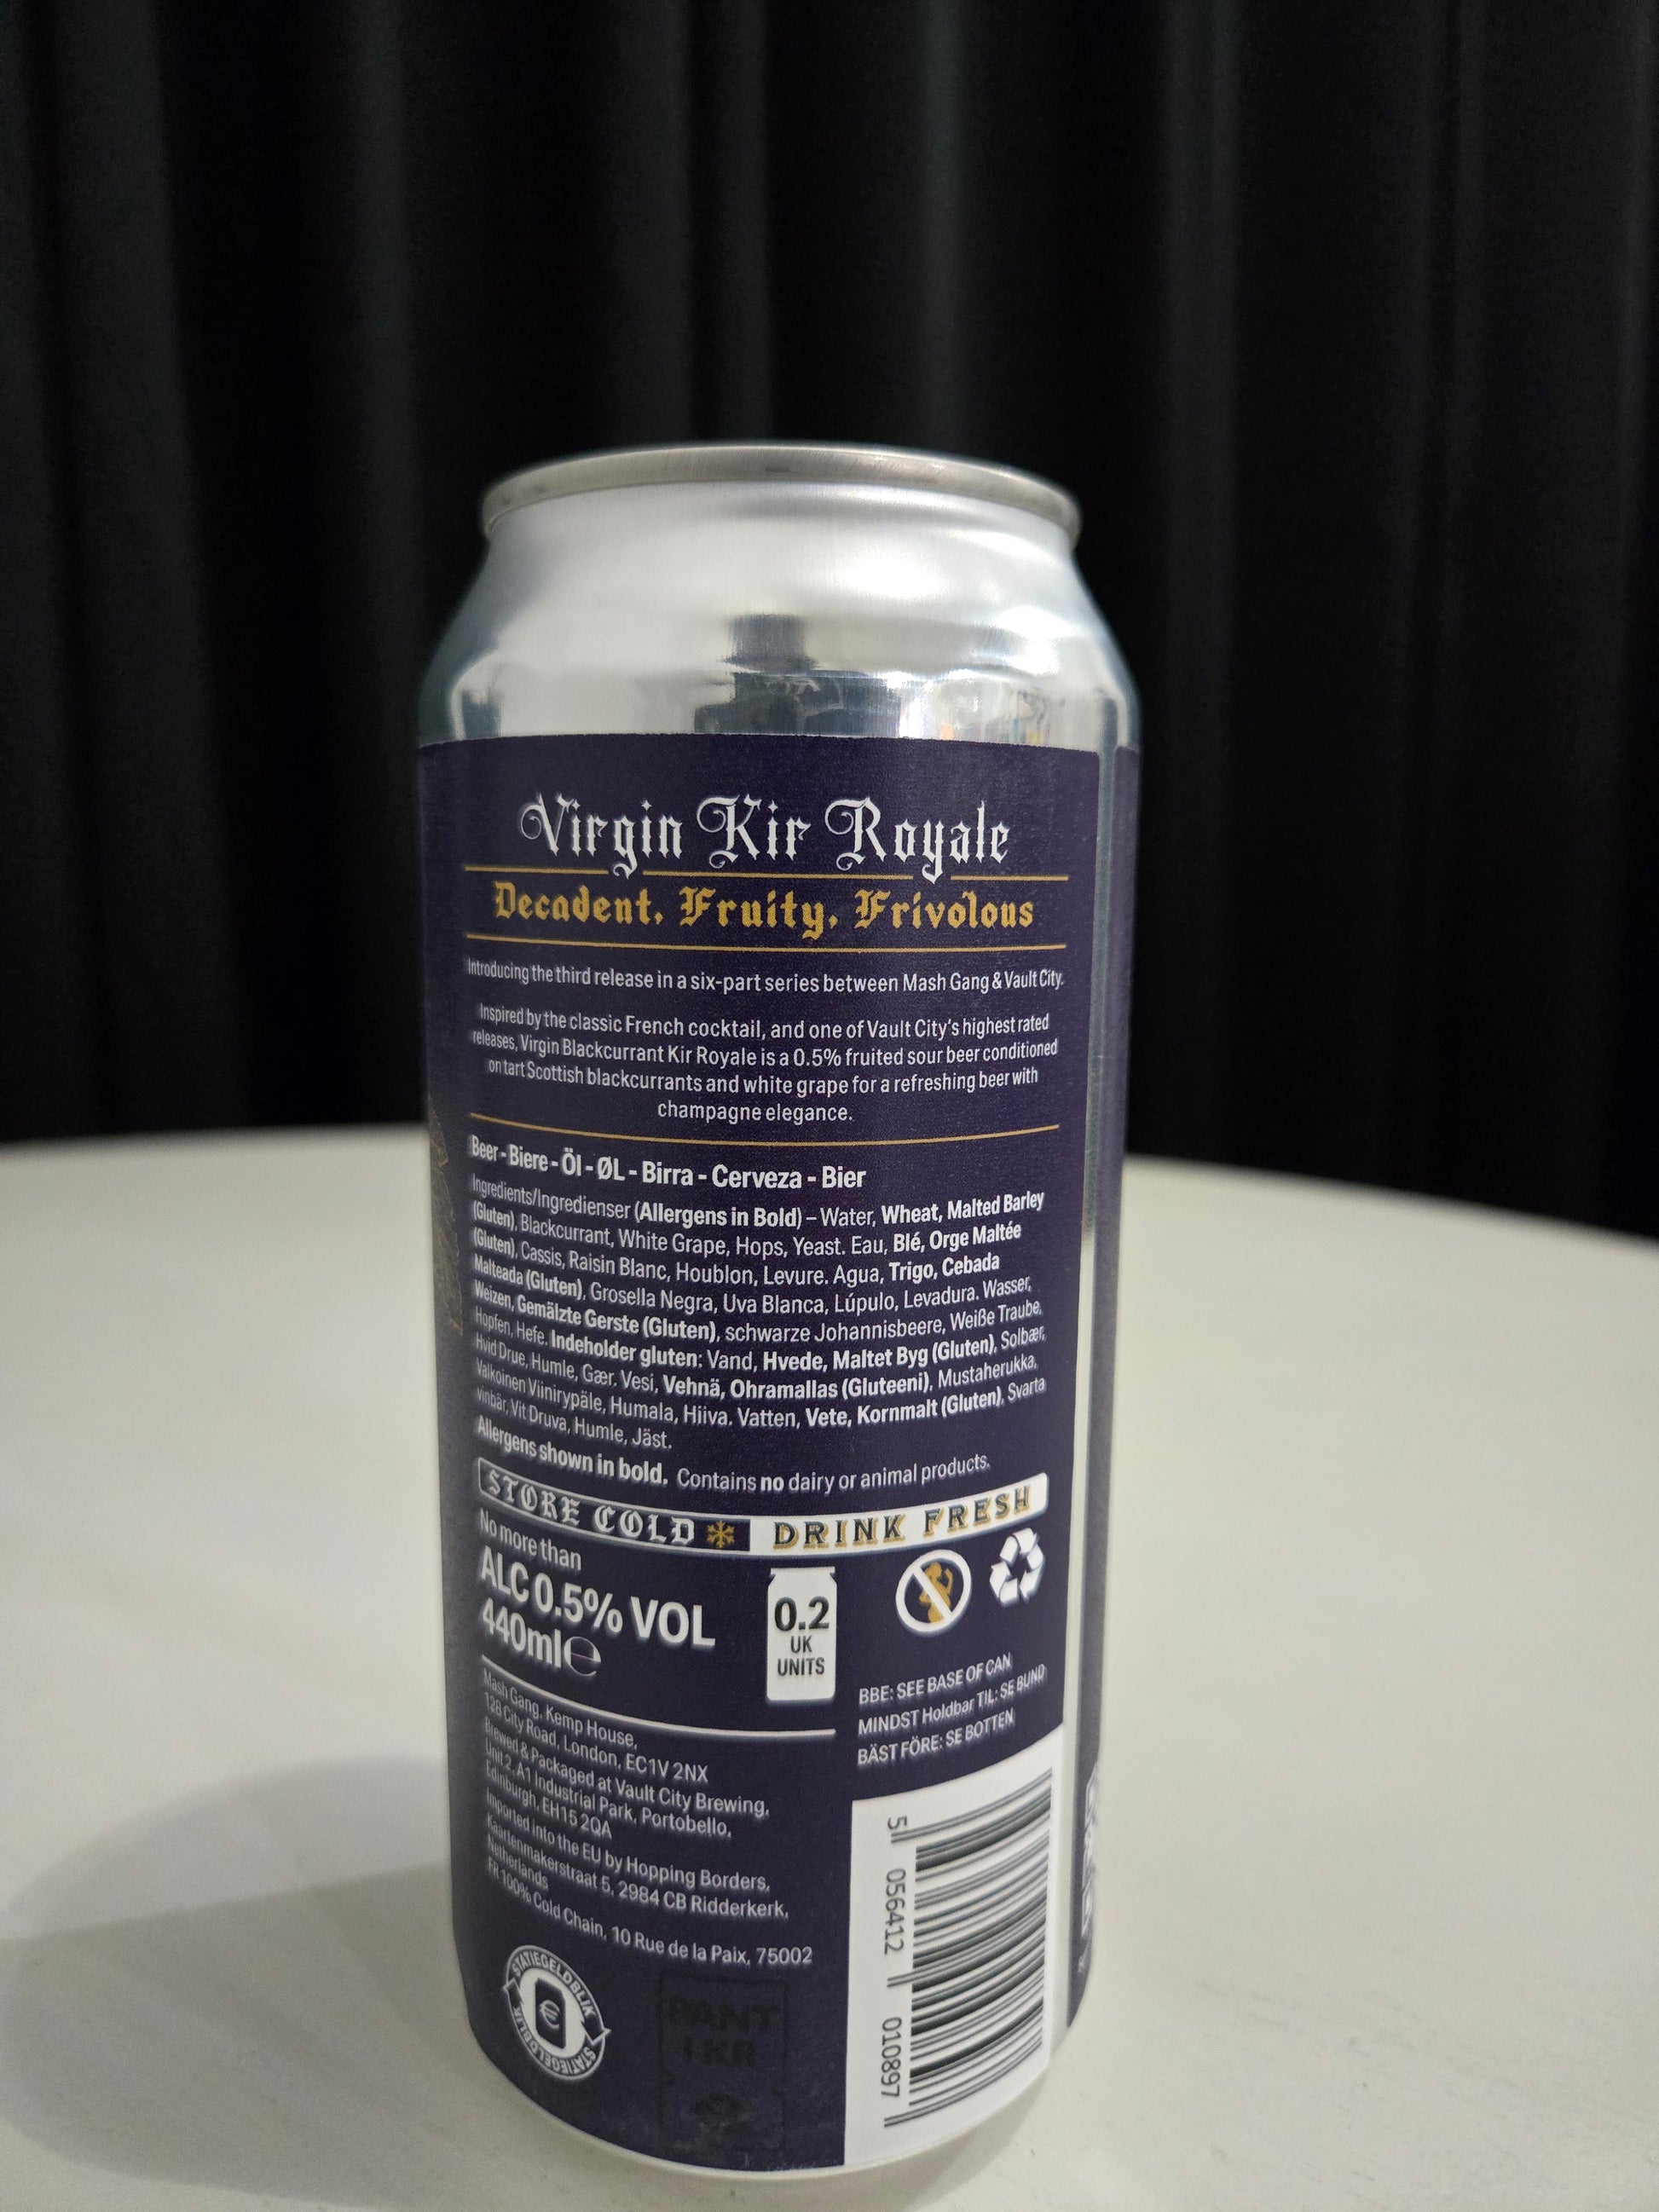 Virgin Kir Royale
Decadent. Fruity. Frivolous
Introducing the third release in a six-part series between Mash Gang & Vault City.
Inspired by the classic French cocktail, and one of Vault City's highest rated
releases, Virgin Blackcurrant Kir Royale is a 0.5% fruited sour beer conditioned
on tart Scottish blackcurrants and white grape for a refreshing beer with
champagne elegance.
Beer - Biere - Öl - ØL - Birra - Cerveza - Bier
Ingredients/Ingredienser (Allergens in Bold) – Water, Wheat, Malted Barley
(Gluten), Blackcurrant, White Grape, Hops, Yeast. Eau, Blé, Orge Maltée
(Gluten), Cassis, Raisin Blanc, Houblon, Levure. Agua, Trigo, Cebada
Malteada (Gluten), Grosella Negra, Uva Blanca, Lúpulo, Levadura. Wasser,
Weizen, Gemälzte Gerste (Gluten), schwarze Johannisbeere, Weiße Traube,
Hopfen, Hefe. Indeholder gluten: Vand, Hvede, Maltet Byg (Gluten), Solbær,
Hvid Drue, Humle, Gær. Vesi, Vehnä, Ohramallas (Gluteeni), Mustaherukka,
Valkoinen Viinirypäle, Humala, Hiiva. Vatten, Vete, Kornmalt (Gluten), Svarta
vinbär, Vit Druva, Humle, Jäst.
Allergens shown in bold. Contains no dairy or animal products.
STORE COLD DRINK FRESH
No more than
ALC 0.5% VOL
440ml e
0.2
UK
UNITS
BBE: SEE BASE OF CAN
MINDST Holdbar TIL: SE BUND
BÄST FÖRE: SE BOTTEN
Mash Gang, Kemp House,
128 City Road, London, EC1V 2NX
Brewed & Packaged at Vault City Brewing,
Unit 2, A1 Industrial Park, Portobello,
Edinburgh, EH15 2QA
Imported into the EU by Hopping Borders,
Kaartenmakerstraat 5, 2984 CB Ridderkerk,
Netherlands
FR 100% Cold Chain, 10 Rue de la Paix, 75002
STATIEGELDBLIK
€
STATIEGELDBLIK
PANT
1 KR
5 056412 010897